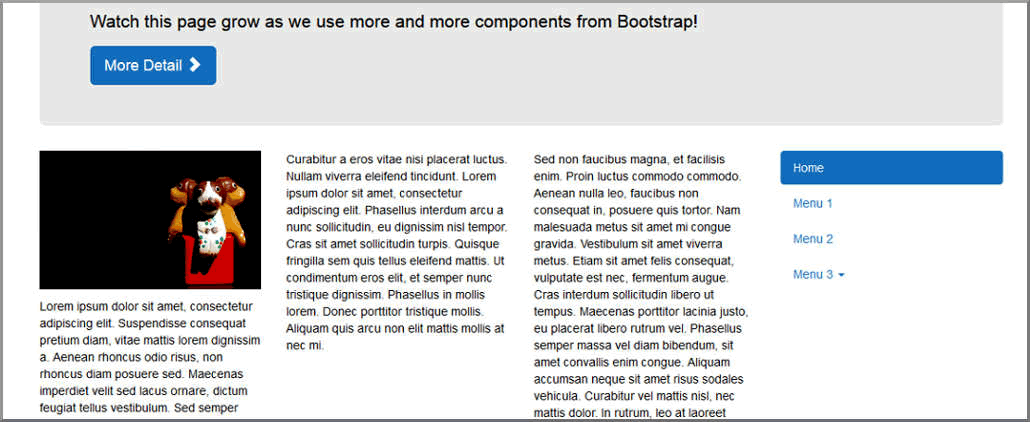 Watch this page grow as we use more and more components from Bootstrap!
More Detail
Lorem ipsum dolor sit amet, consectetur
adipiscing elit. Suspendisse consequat
pretium diam, vitae mattis lorem dignissim
a. Aenean rhoncus odio risus, non
rhoncus diam posuere sed. Maecenas
imperdiet velit sed lacus ornare, dictum
feugiat tellus vestibulum. Sed semper
Curabitur a eros vitae nisi placerat luctus.
Nullam viverra eleifend tincidunt. Lorem
ipsum dolor sit amet, consectetur
adipiscing elit. Phasellus interdum arcu a
nunc sollicitudin, eu dignissim nisl tempor.
Cras sit amet sollicitudin turpis. Quisque
fringilla sem quis tellus eleifend mattis. Ut
condimentum eros elit, et semper nunc
tristique dignissim. Phasellus in mollis
lorem. Donec porttitor tristique mollis.
Aliquam quis arcu non elit mattis mollis at
nec mi.
Sed non faucibus magna, et facilisis
enim. Proin luctus commodo commodo.
Aenean nulla leo, faucibus non
consequat in, posuere quis tortor. Nam
malesuada metus sit amet mi congue
gravida. Vestibulum sit amet viverra
metus. Etiam sit amet felis consequat,
vulputate est nec, fermentum augue.
Cras interdum sollicitudin libero ut
tempus. Maecenas porttitor lacinia justo,
eu placerat libero rutrum vel. Phasellus
semper massa vel diam bibendum, sit
amet convallis enim congue. Aliquam
accumsan neque sit amet risus sodales
vehicula. Curabitur vel mattis nisl, nec
mattis dolor. In rutrum, leo at laoreet
Home
Menu 1
Menu 2
Menu 3